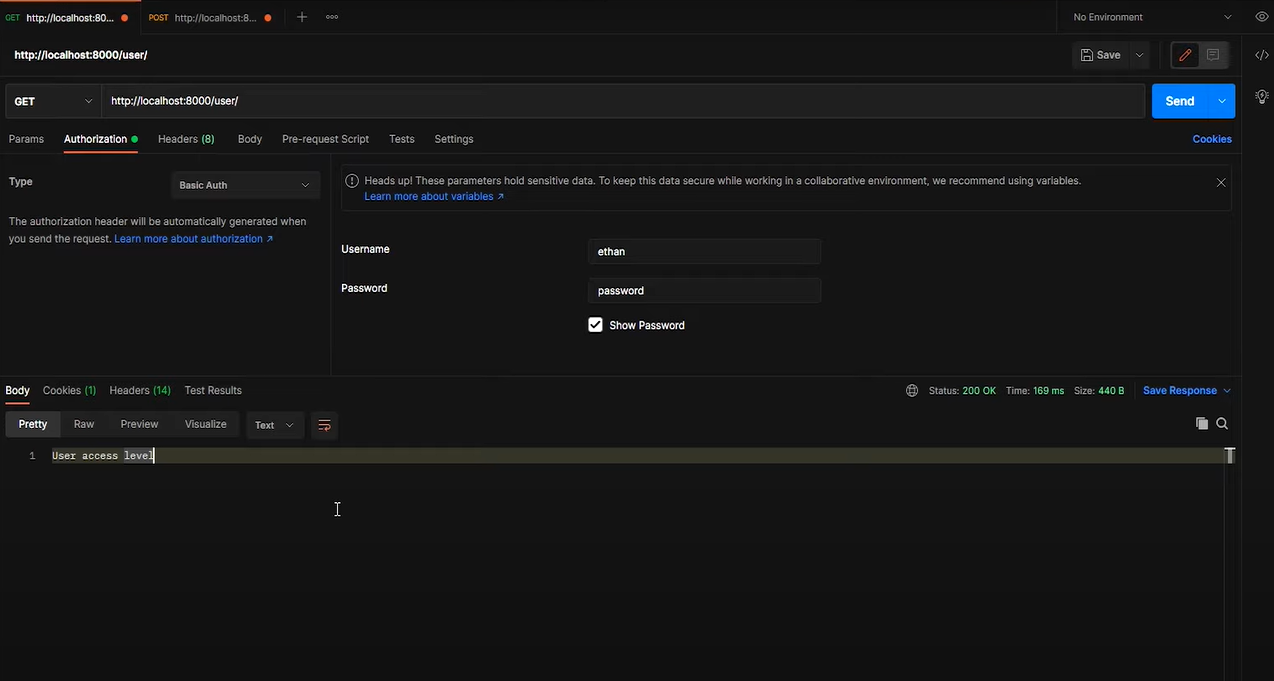 GET http://localhost:80... POST http://localhost:8... No Environment
http://localhost:8000/user/ Save
GET http://localhost:8000/user/ Send
Params Authorization Headers (8) Body Pre-request Script Tests Settings Cookies
Type Basic Auth
The authorization header will be automatically generated when
you send the request. Learn more about authorization ↗
Heads up! These parameters hold sensitive data. To keep this data secure while working in a collaborative environment, we recommend using variables.
Learn more about variables ↗
Username ethan
Password password
Show Password
Body Cookies (1) Headers (14) Test Results Status: 200 OK Time: 169 ms Size: 440 B Save Response
Pretty Raw Preview Visualize Text
1 User access level